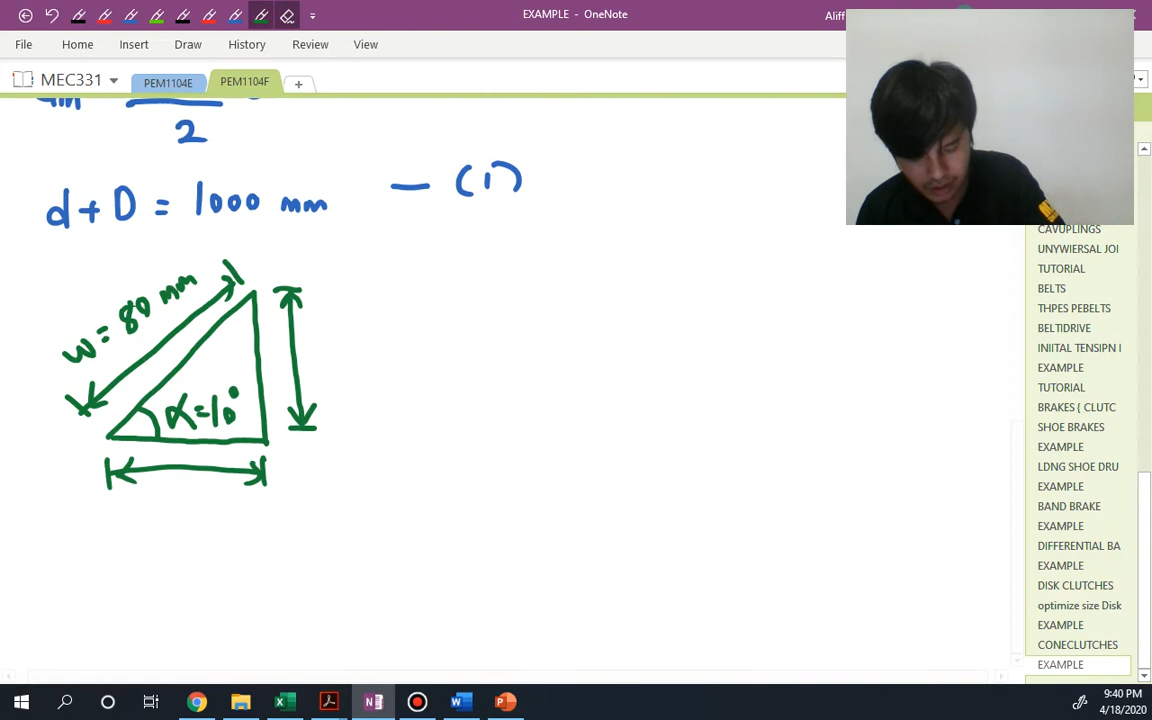 EXAMPLE - OneNote
Aliff
File Home Insert Draw History Review View
MEC331 PEM1104E PEM1104F
2
d + D = 1000 mm — (1)
w = 80 mm
α = 10°
CAVUPLINGS
UNYWIERSAL JOI
TUTORIAL
BELTS
THPES PEBELTS
BELTIDRIVE
INIITAL TENSIPN I
EXAMPLE
TUTORIAL
BRAKES { CLUTC
SHOE BRAKES
EXAMPLE
LDNG SHOE DRU
EXAMPLE
BAND BRAKE
EXAMPLE
DIFFERENTIAL BA
EXAMPLE
DISK CLUTCHES
optimize size Disk
EXAMPLE
CONECLUTCHES
EXAMPLE
9:40 PM
4/18/2020